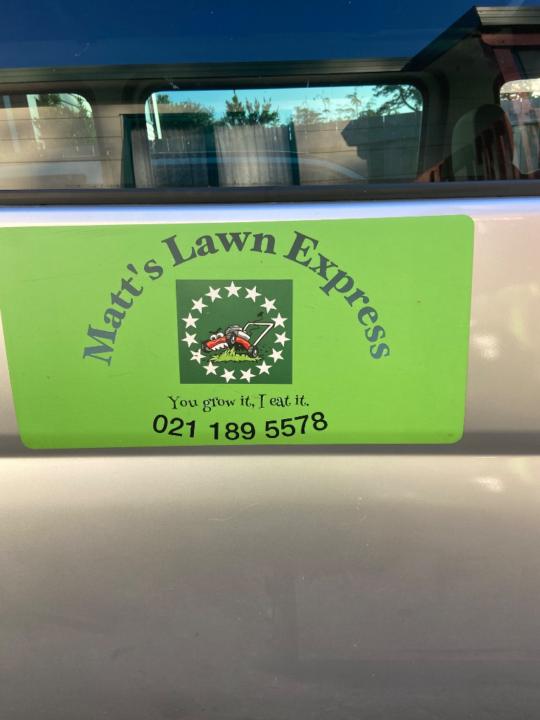 Matt's Lawn Express
You grow it, I eat it.
021 189 5578